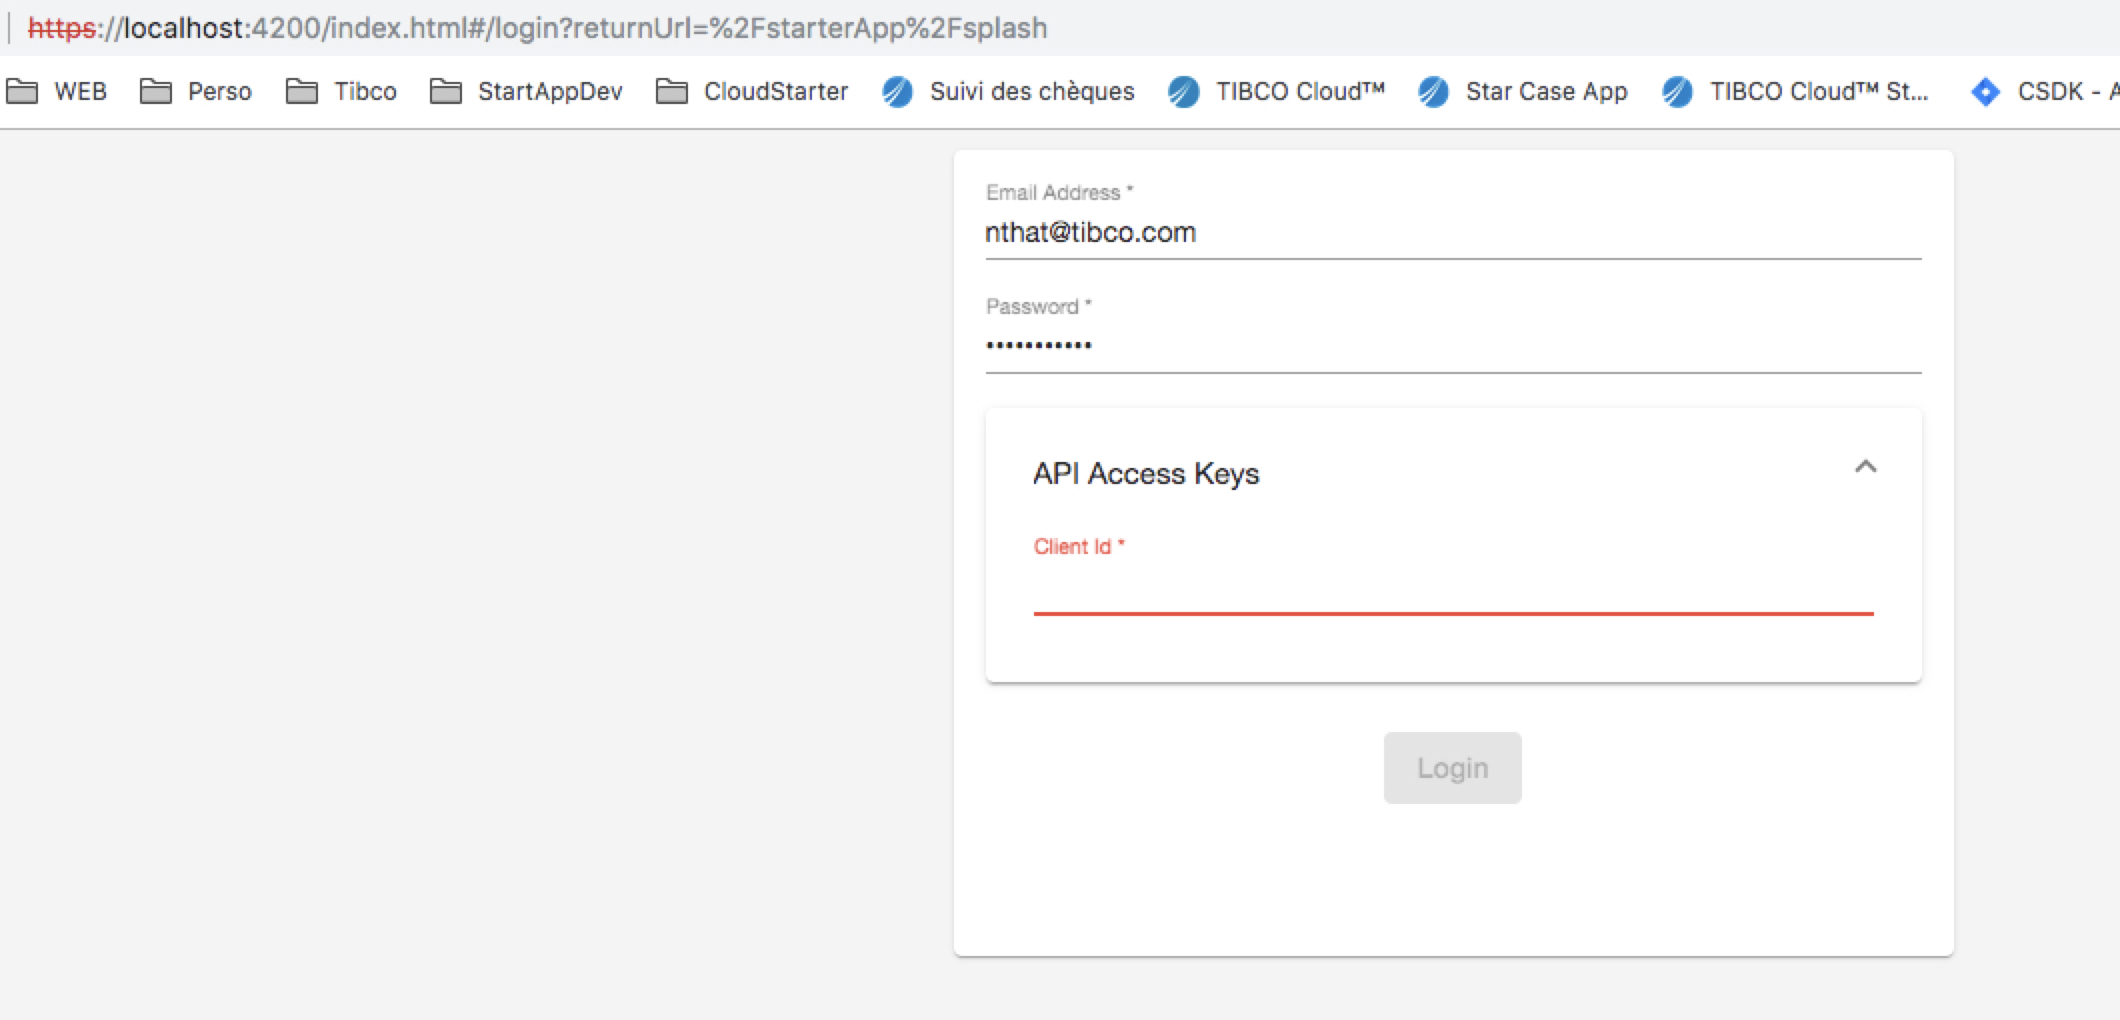 https://localhost:4200/index.html#/login?returnUrl=%2FstarterApp%2Fsplash
WEB Perso Tibco StartAppDev CloudStarter Suivi des chèques TIBCO Cloud™ Star Case App TIBCO Cloud™ St... CSDK - A
Email Address *
nthat@tibco.com
Password *
•••••••••••
API Access Keys
Client Id *
Login